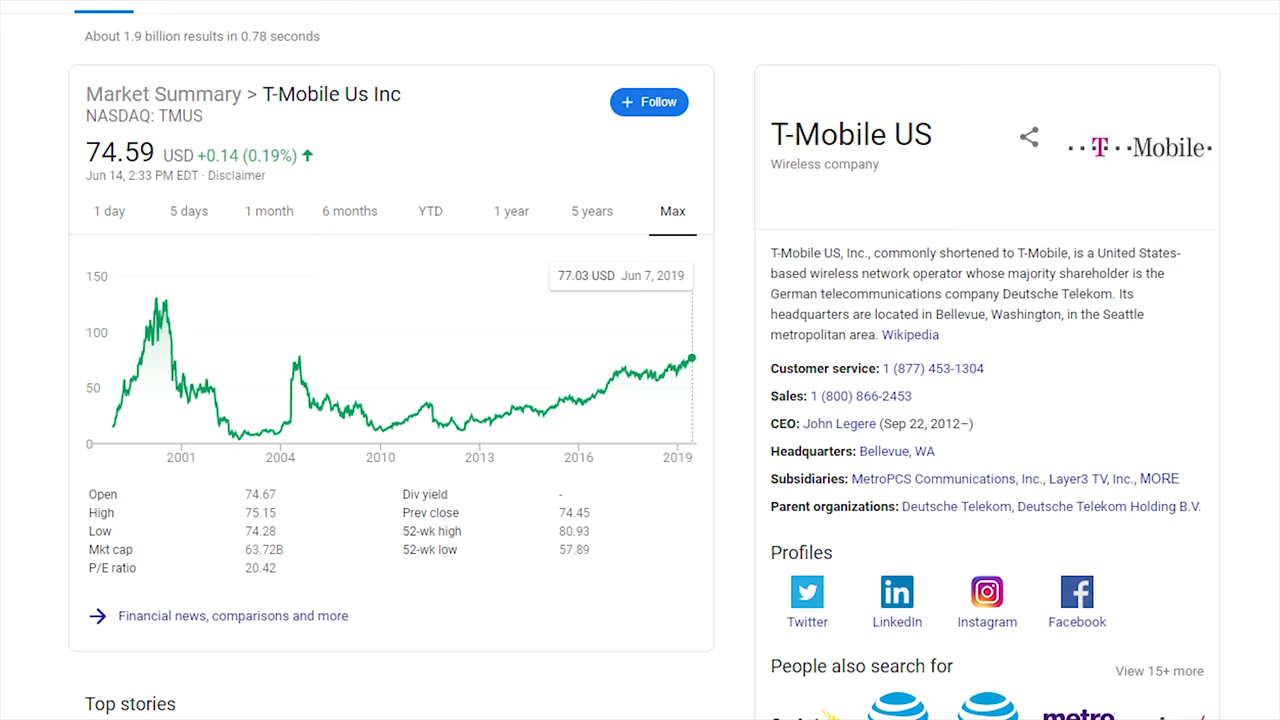 About 1.9 billion results in 0.78 seconds
Market Summary > T-Mobile Us Inc
NASDAQ: TMUS
+ Follow
74.59 USD +0.14 (0.19%)
Jun 14, 2:33 PM EDT · Disclaimer
1 day 5 days 1 month 6 months YTD 1 year 5 years Max
77.03 USD Jun 7, 2019
150
100
50
0
2001 2004 2010 2013 2016 2019
Open 74.67 Div yield -
High 75.15 Prev close 74.45
Low 74.28 52-wk high 80.93
Mkt cap 63.72B 52-wk low 57.89
P/E ratio 20.42
Financial news, comparisons and more
Top stories
T-Mobile US
Wireless company
··T··Mobile·
T-Mobile US, Inc., commonly shortened to T-Mobile, is a United States-
based wireless network operator whose majority shareholder is the
German telecommunications company Deutsche Telekom. Its
headquarters are located in Bellevue, Washington, in the Seattle
metropolitan area. Wikipedia
Customer service: 1 (877) 453-1304
Sales: 1 (800) 866-2453
CEO: John Legere (Sep 22, 2012–)
Headquarters: Bellevue, WA
Subsidiaries: MetroPCS Communications, Inc., Layer3 TV, Inc., MORE
Parent organizations: Deutsche Telekom, Deutsche Telekom Holding B.V.
Profiles
Twitter LinkedIn Instagram Facebook
People also search for View 15+ more
metro